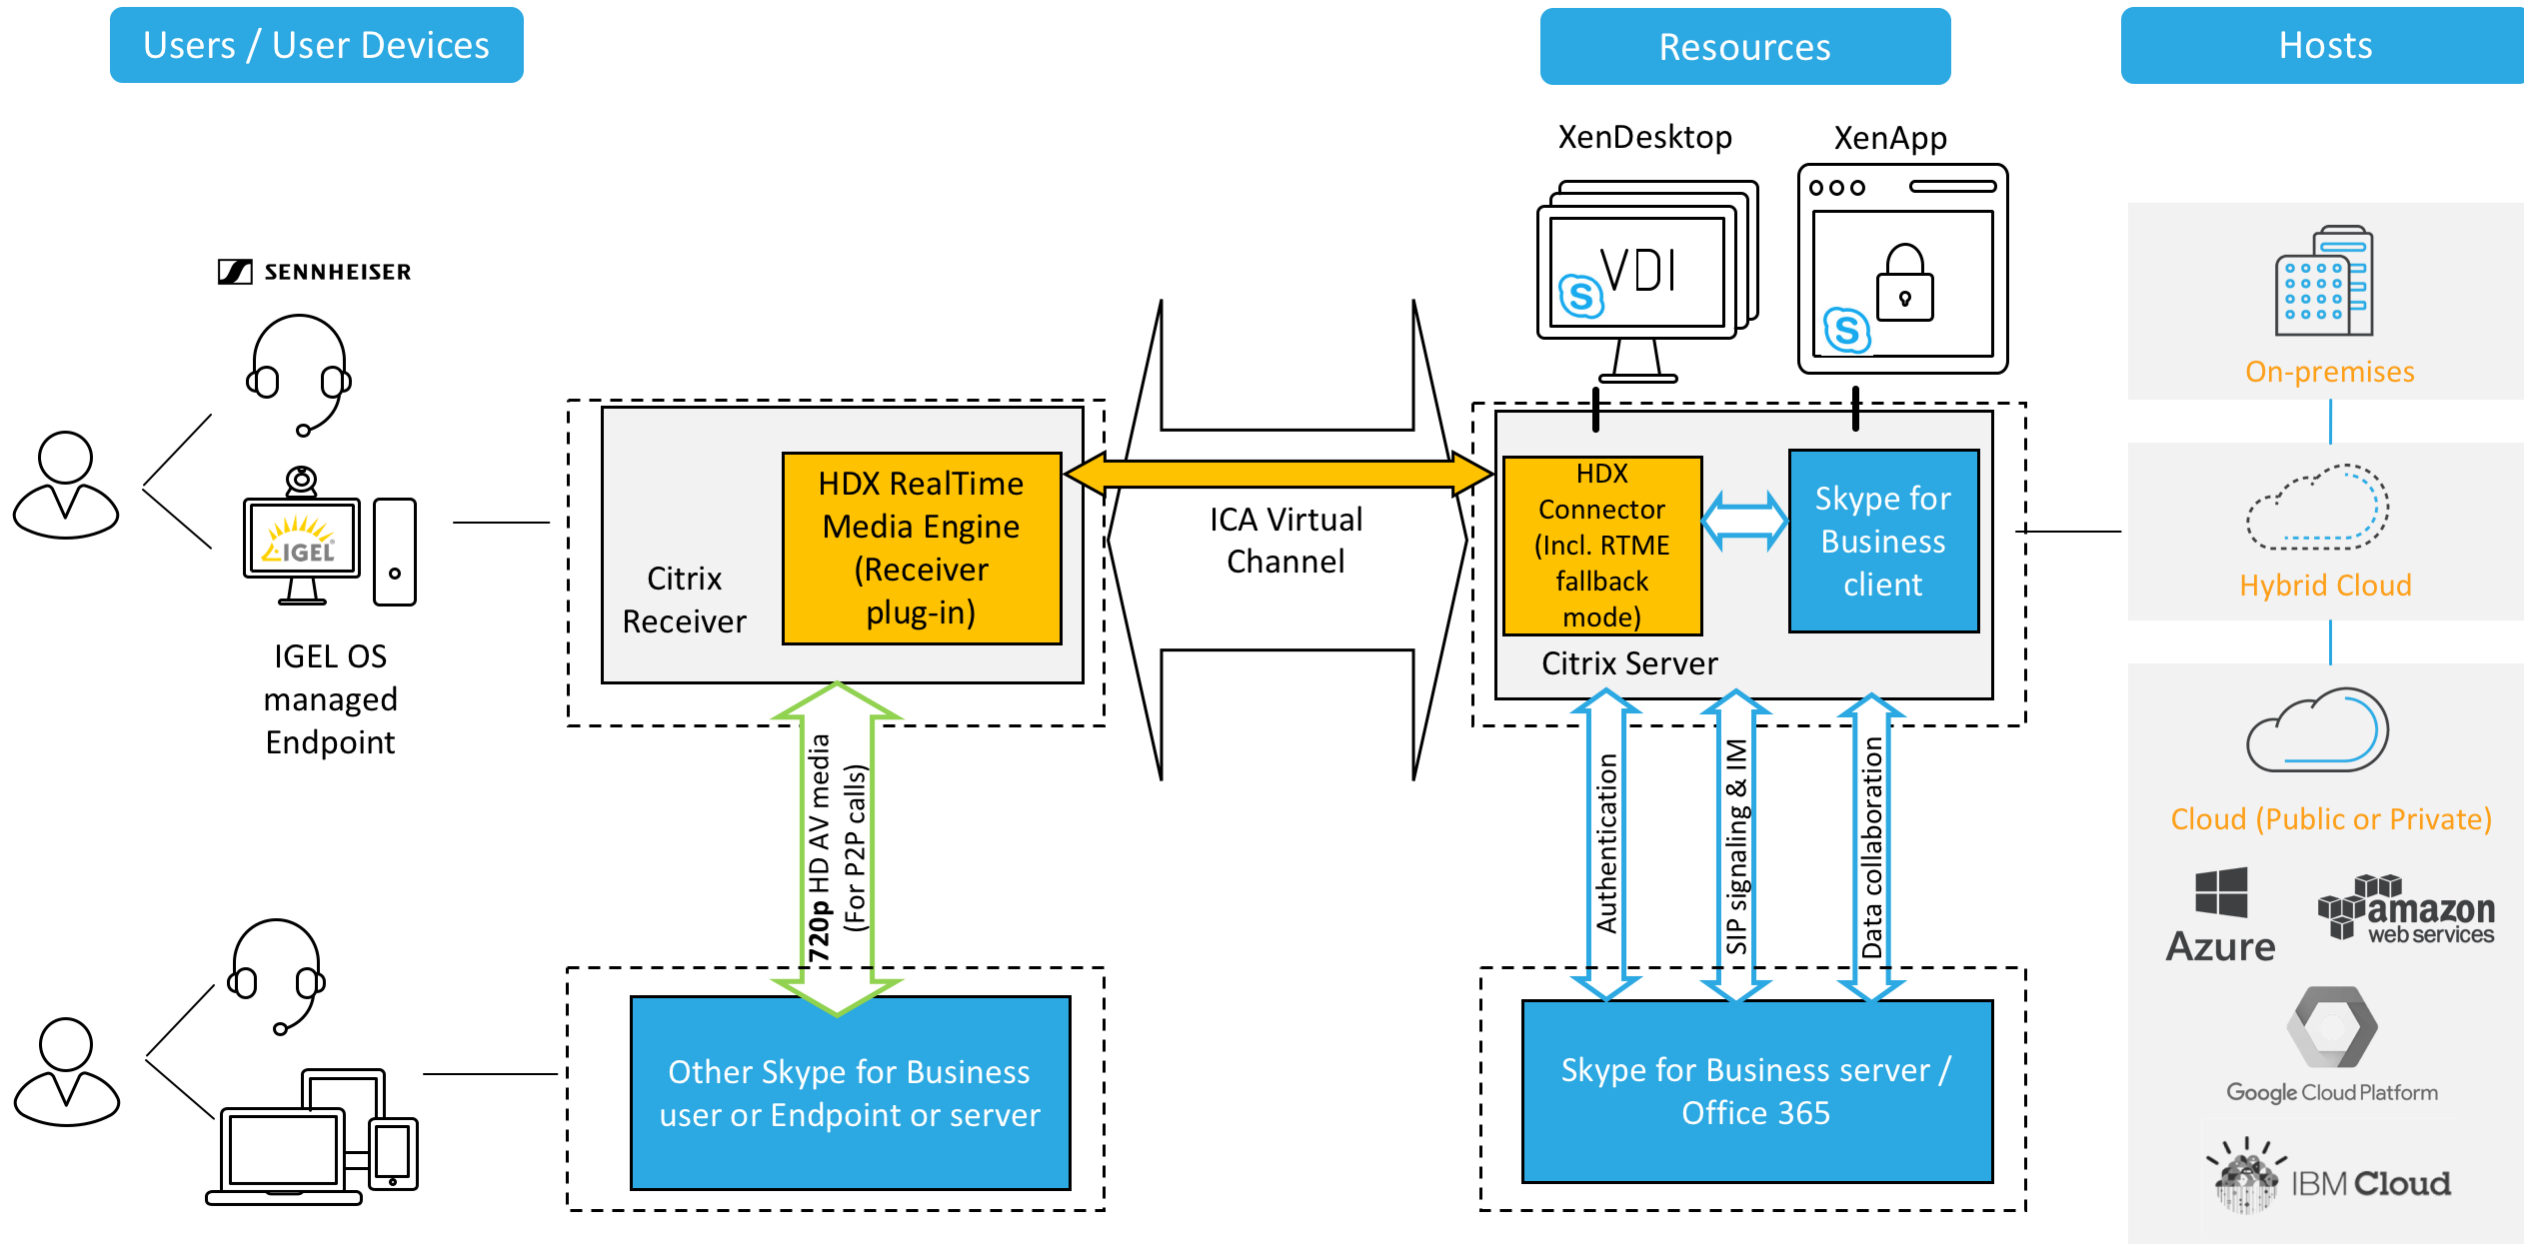 Users / User Devices
Resources
Hosts
XenDesktop
XenApp
VDI
S
S
SENNHEISER
IGEL
IGEL OS
managed
Endpoint
Citrix
Receiver
HDX RealTime
Media Engine
(Receiver
plug-in)
ICA Virtual
Channel
HDX
Connector
(Incl. RTME
fallback
mode)
Skype for
Business
client
Citrix Server
720p HD AV media
(For P2P calls)
Authentication
SIP signaling & IM
Data collaboration
Other Skype for Business
user or Endpoint or server
Skype for Business server /
Office 365
On-premises
Hybrid Cloud
Cloud (Public or Private)
Azure
amazon
web services
Google Cloud Platform
IBM Cloud